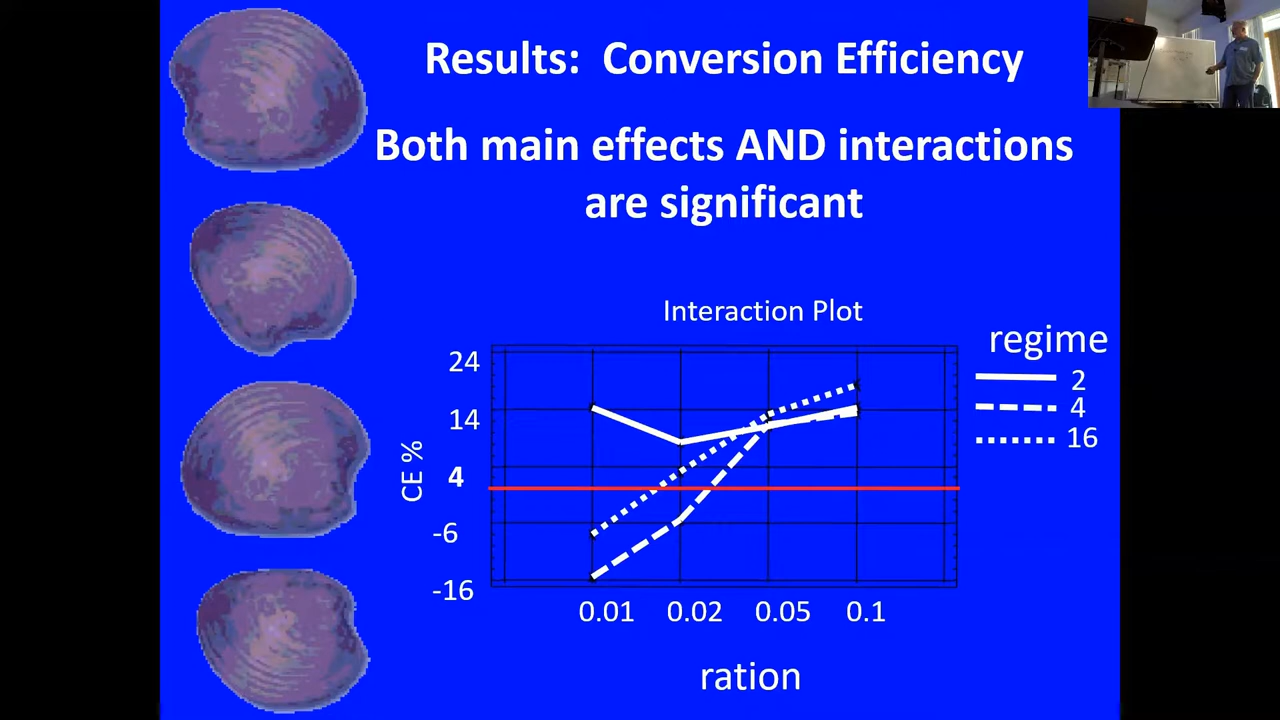 Results: Conversion Efficiency
Both main effects AND interactions
are significant
Interaction Plot
regime
2
4
16
24
14
4
-6
-16
CE %
0.01 0.02 0.05 0.1
ration